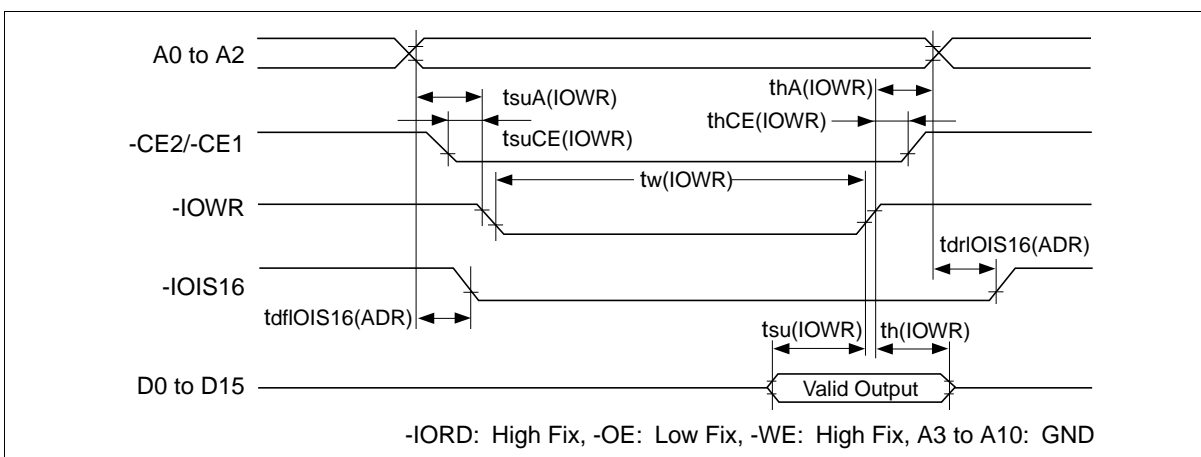 A0 to A2
tsuA(IOWR)
thA(IOWR)
-CE2/-CE1
tsuCE(IOWR)
thCE(IOWR)
tw(IOWR)
-IOWR
tdrIOIS16(ADR)
-IOIS16
tdfIOIS16(ADR)
tsu(IOWR)
th(IOWR)
D0 to D15
Valid Output
-IORD: High Fix, -OE: Low Fix, -WE: High Fix, A3 to A10: GND